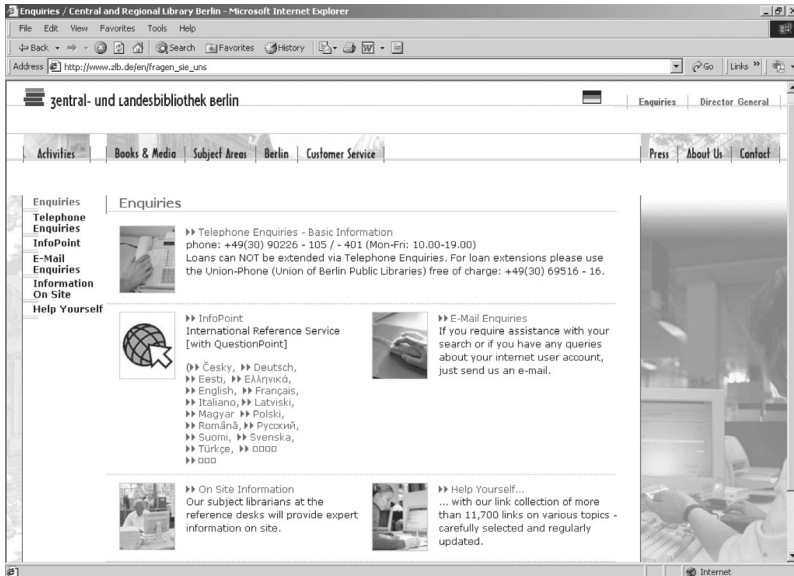 Enquiries / Central and Regional Library Berlin - Microsoft Internet Explorer
File Edit View Favorites Tools Help
Back Search Favorites History
Address http://www.zlb.de/en/fragen_sie_uns Go Links »
Zentral- und Landesbibliothek Berlin
Enquiries Director General
Activities Books & Media Subject Areas Berlin Customer Service Press About Us Contact
Enquiries
Telephone
Enquiries
InfoPoint
E-Mail
Enquiries
Information
On Site
Help Yourself
Enquiries
Telephone Enquiries - Basic Information
phone: +49(30) 90226 - 105 / - 401 (Mon-Fri: 10.00-19.00)
Loans can NOT be extended via Telephone Enquiries. For loan extensions please use
the Union-Phone (Union of Berlin Public Libraries) free of charge: +49(30) 69516 - 16.
InfoPoint
International Reference Service
[with QuestionPoint]
( Česky, Deutsch,
Eesti, Ελληνικά,
English, Français,
Italiano, Latviski,
Magyar Polski,
Română, Русский,
Suomi, Svenska,
Türkçe, □□□□
□□□
E-Mail Enquiries
If you require assistance with your
search or if you have any queries
about your internet user account,
just send us an e-mail.
On Site Information
Our subject librarians at the
reference desks will provide expert
information on site.
Help Yourself...
... with our link collection of more
than 11,700 links on various topics -
carefully selected and regularly
updated.
Internet